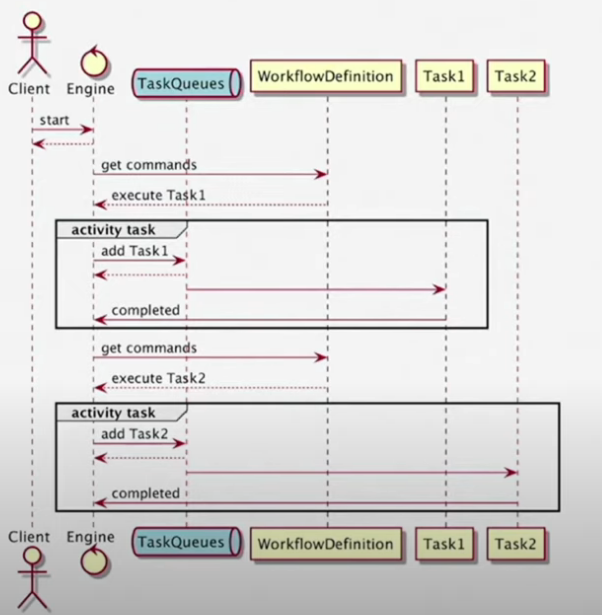 Client Engine TaskQueues WorkflowDefinition Task1 Task2
start
get commands
execute Task1
activity task
add Task1
completed
get commands
execute Task2
activity task
add Task2
completed
Client Engine TaskQueues WorkflowDefinition Task1 Task2